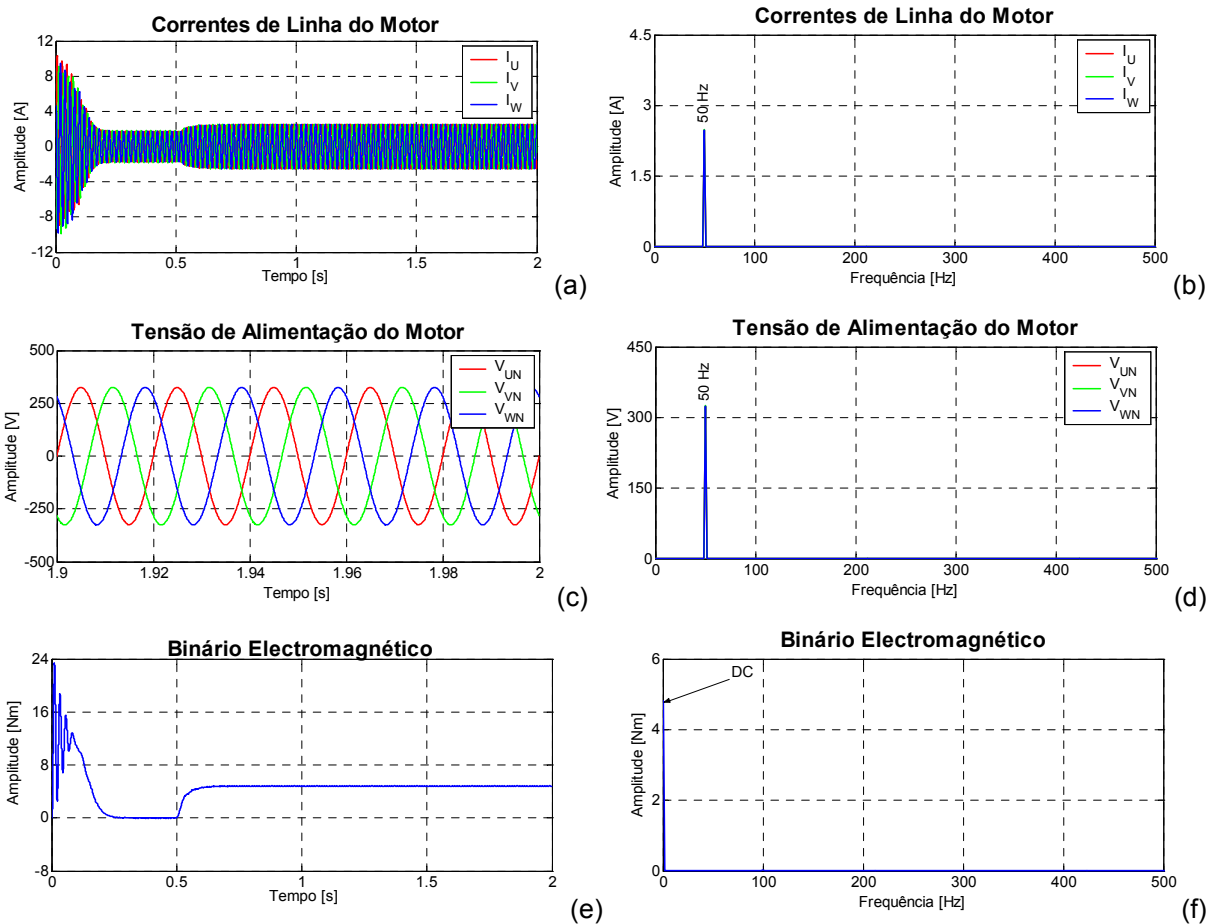 Correntes de Linha do Motor
12
8
4
0
-4
-8
-12
Amplitude [A]
I_U
I_V
I_W
0 0.5 1 1.5 2
Tempo [s]
(a)
Correntes de Linha do Motor
4.5
3
1.5
0
Amplitude [A]
50 Hz
I_U
I_V
I_W
0 100 200 300 400 500
Frequência [Hz]
(b)
Tensão de Alimentação do Motor
500
250
0
-250
-500
Amplitude [V]
V_UN
V_VN
V_WN
1.9 1.92 1.94 1.96 1.98 2
Tempo [s]
(c)
Tensão de Alimentação do Motor
450
300
150
0
Amplitude [V]
50 Hz
V_UN
V_VN
V_WN
0 100 200 300 400 500
Frequência [Hz]
(d)
Binário Electromagnético
24
16
8
0
-8
Amplitude [Nm]
0 0.5 1 1.5 2
Tempo [s]
(e)
Binário Electromagnético
6
4
2
0
Amplitude [Nm]
DC
0 100 200 300 400 500
Frequência [Hz]
(f)